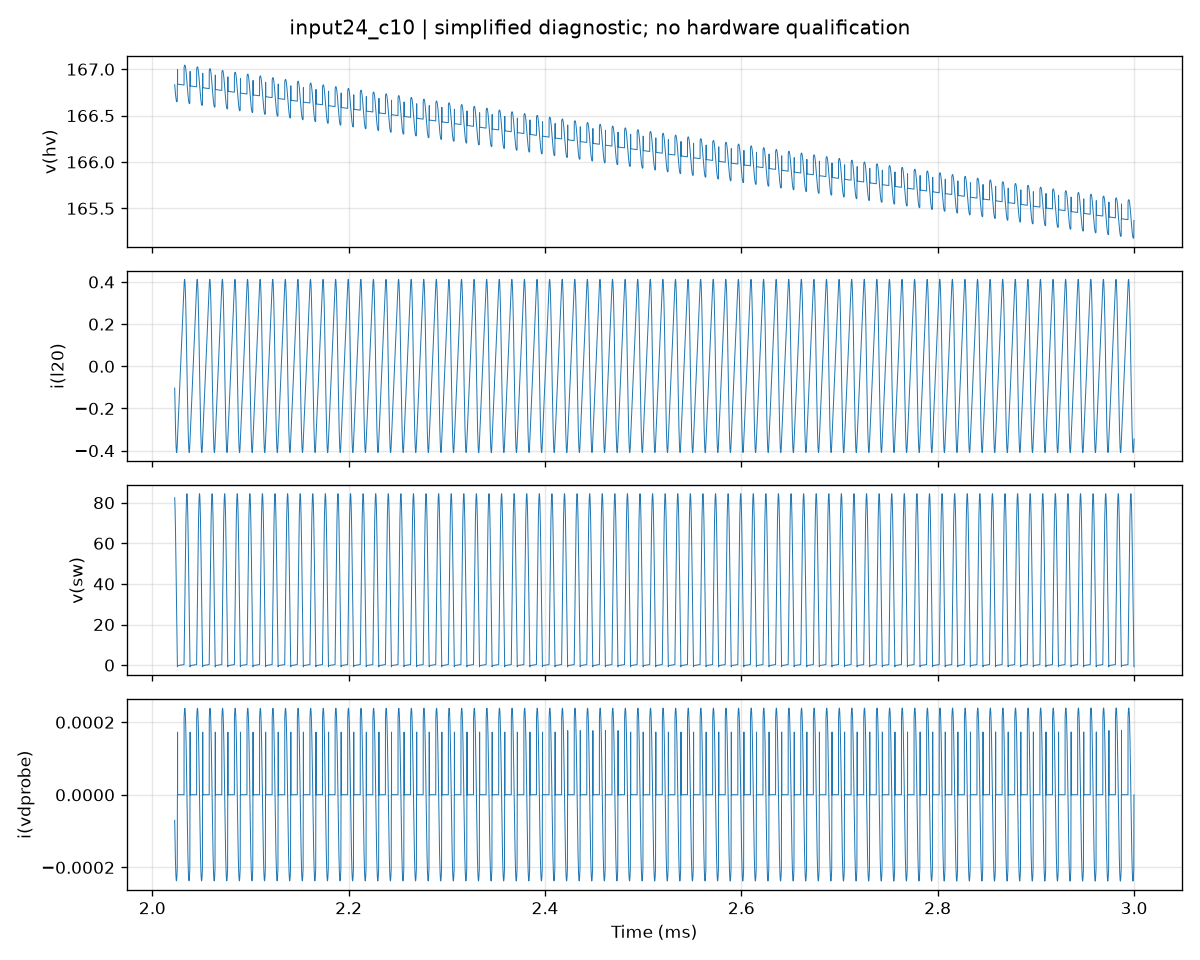 input24_c10 | simplified diagnostic; no hardware qualification
167.0
166.5
166.0
165.5
v(hv)
0.4
0.2
0.0
−0.2
−0.4
i(l20)
80
60
40
20
0
v(sw)
0.0002
0.0000
−0.0002
i(vdprobe)
2.0 2.2 2.4 2.6 2.8 3.0
Time (ms)